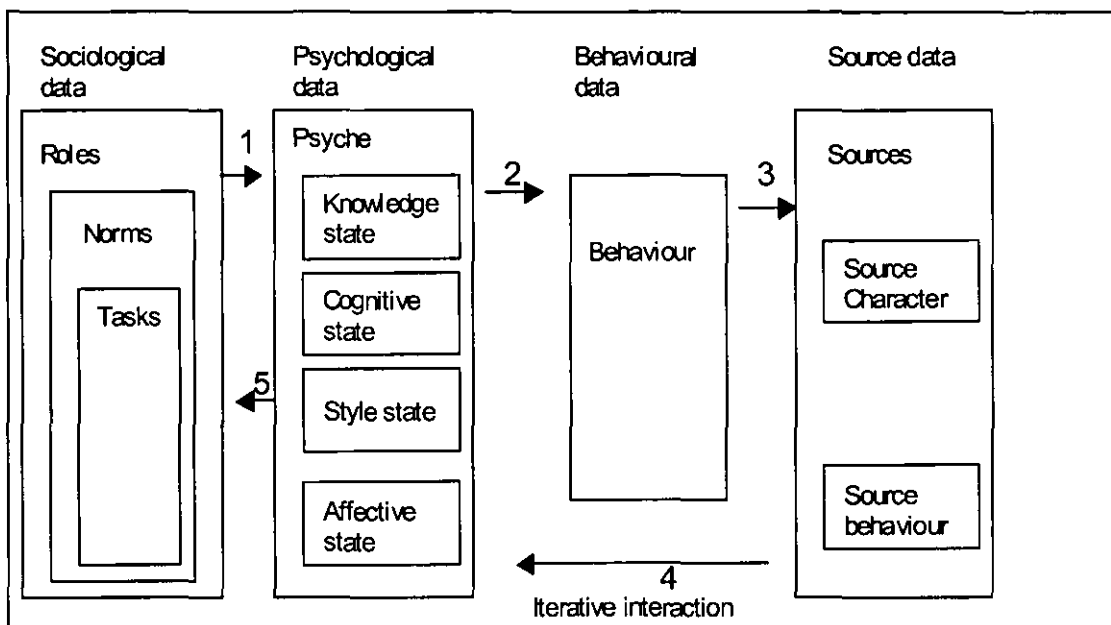 Sociological
data
Psychological
data
Behavioural
data
Source data
Roles
Norms
Tasks
1
5
Psyche
Knowledge
state
Cognitive
state
Style state
Affective
state
2
Behaviour
3
Sources
Source
Character
Source
behaviour
4
Iterative interaction